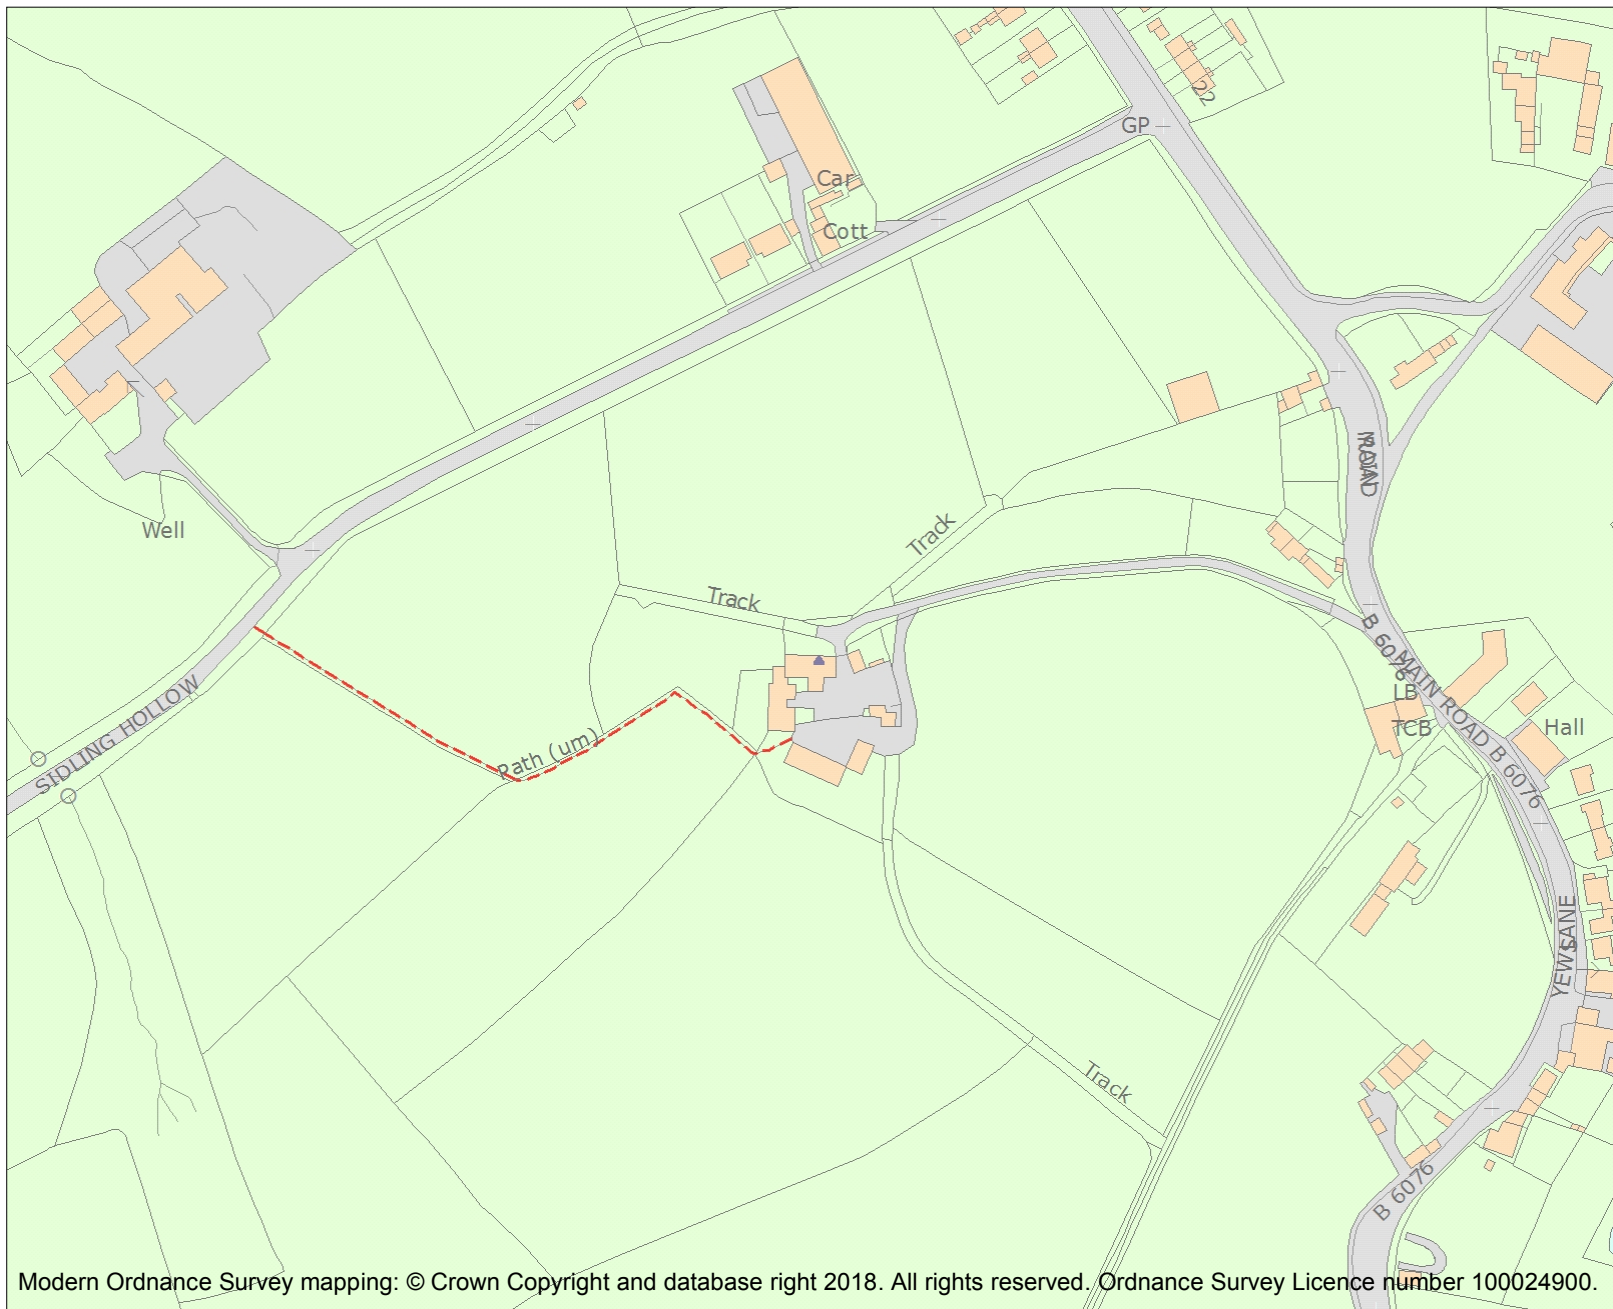 22
GP
Car
Cott
MAIN ROAD
Well
Track
Track
B 6076
MAIN ROAD B 6076
LB
TCB
Hall
SIDLING HOLLOW
Path (um)
YEWS LANE
Track
B 6076
Modern Ordnance Survey mapping: © Crown Copyright and database right 2018. All rights reserved. Ordnance Survey Licence number 100024900.